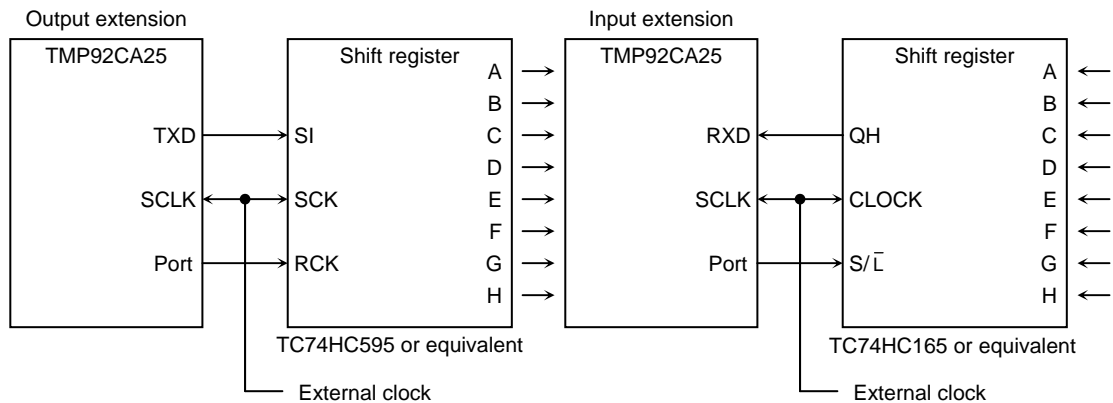 Output extension
TMP92CA25
TXD
SCLK
Port
Shift register
SI
SCK
RCK
A
B
C
D
E
F
G
H
TC74HC595 or equivalent
External clock
Input extension
TMP92CA25
RXD
SCLK
Port
Shift register
QH
CLOCK
S/L̅
A
B
C
D
E
F
G
H
TC74HC165 or equivalent
External clock